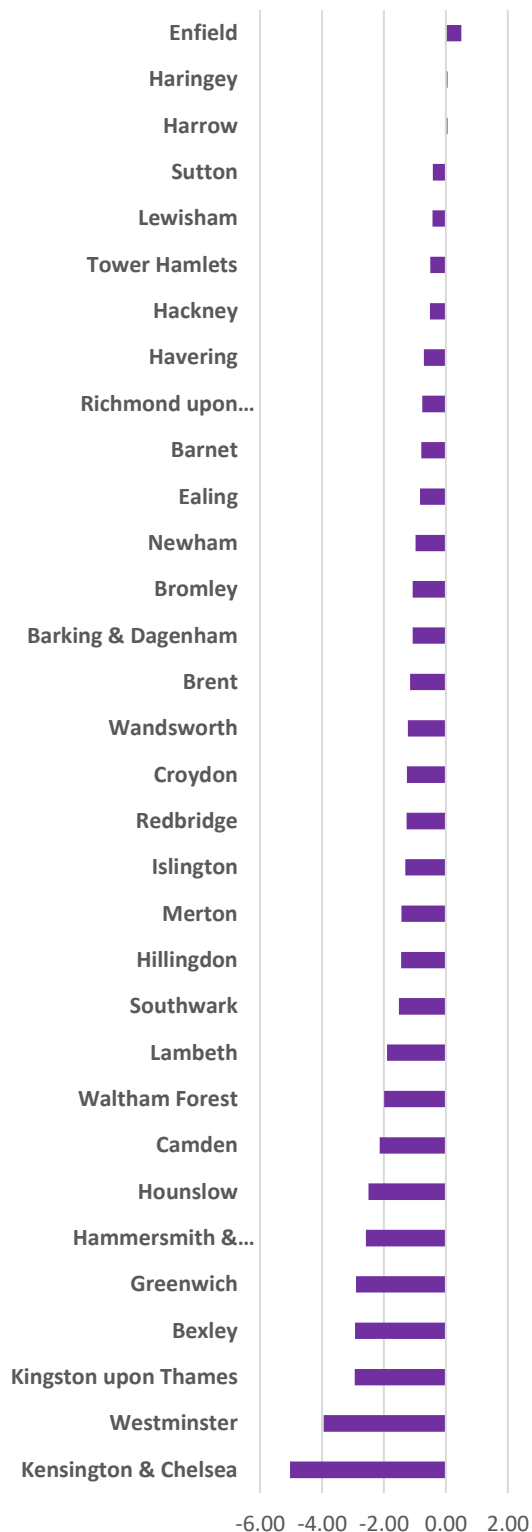 Enfield
Haringey
Harrow
Sutton
Lewisham
Tower Hamlets
Hackney
Havering
Richmond upon…
Barnet
Ealing
Newham
Bromley
Barking & Dagenham
Brent
Wandsworth
Croydon
Redbridge
Islington
Merton
Hillingdon
Southwark
Lambeth
Waltham Forest
Camden
Hounslow
Hammersmith &…
Greenwich
Bexley
Kingston upon Thames
Westminster
Kensington & Chelsea
-6.00 -4.00 -2.00 0.00 2.00